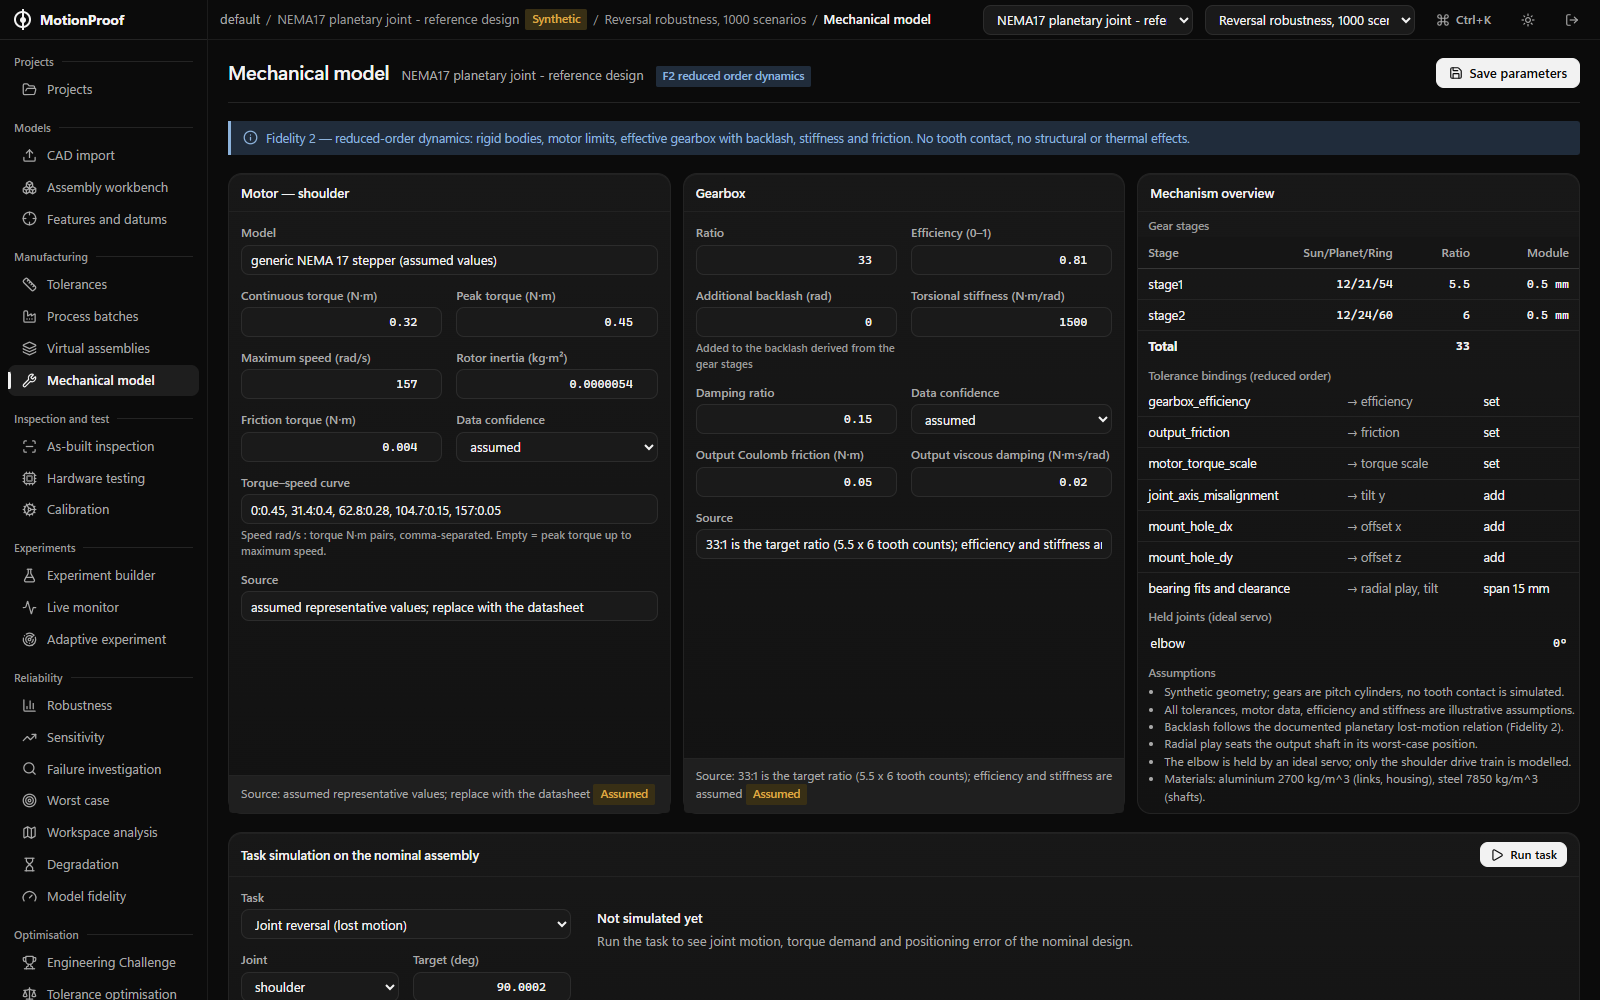 MotionProof
default / NEMA17 planetary joint - reference design Synthetic / Reversal robustness, 1000 scenarios / Mechanical model
NEMA17 planetary joint - refe
Reversal robustness, 1000 scer
⌘ Ctrl+K
Projects
Projects
Models
CAD import
Assembly workbench
Features and datums
Manufacturing
Tolerances
Process batches
Virtual assemblies
Mechanical model
Inspection and test
As-built inspection
Hardware testing
Calibration
Experiments
Experiment builder
Live monitor
Adaptive experiment
Reliability
Robustness
Sensitivity
Failure investigation
Worst case
Workspace analysis
Degradation
Model fidelity
Optimisation
Engineering Challenge
Tolerance optimisation
Mechanical model NEMA17 planetary joint - reference design F2 reduced order dynamics
Save parameters
Fidelity 2 — reduced-order dynamics: rigid bodies, motor limits, effective gearbox with backlash, stiffness and friction. No tooth contact, no structural or thermal effects.
Motor — shoulder
Model
generic NEMA 17 stepper (assumed values)
Continuous torque (N·m) Peak torque (N·m)
0.32 0.45
Maximum speed (rad/s) Rotor inertia (kg·m²)
157 0.0000054
Friction torque (N·m) Data confidence
0.004 assumed
Torque–speed curve
0:0.45, 31.4:0.4, 62.8:0.28, 104.7:0.15, 157:0.05
Speed rad/s : torque N·m pairs, comma-separated. Empty = peak torque up to
maximum speed.
Source
assumed representative values; replace with the datasheet
Source: assumed representative values; replace with the datasheet Assumed
Gearbox
Ratio Efficiency (0–1)
33 0.81
Additional backlash (rad) Torsional stiffness (N·m/rad)
0 1500
Added to the backlash derived from the
gear stages
Damping ratio Data confidence
0.15 assumed
Output Coulomb friction (N·m) Output viscous damping (N·m·s/rad)
0.05 0.02
Source
33:1 is the target ratio (5.5 x 6 tooth counts); efficiency and stiffness ar
Source: 33:1 is the target ratio (5.5 x 6 tooth counts); efficiency and stiffness are
assumed Assumed
Mechanism overview
Gear stages
Stage Sun/Planet/Ring Ratio Module
stage1 12/21/54 5.5 0.5 mm
stage2 12/24/60 6 0.5 mm
Total 33
Tolerance bindings (reduced order)
gearbox_efficiency → efficiency set
output_friction → friction set
motor_torque_scale → torque scale set
joint_axis_misalignment → tilt y add
mount_hole_dx → offset x add
mount_hole_dy → offset z add
bearing fits and clearance → radial play, tilt span 15 mm
Held joints (ideal servo)
elbow 0°
Assumptions
• Synthetic geometry; gears are pitch cylinders, no tooth contact is simulated.
• All tolerances, motor data, efficiency and stiffness are illustrative assumptions.
• Backlash follows the documented planetary lost-motion relation (Fidelity 2).
• Radial play seats the output shaft in its worst-case position.
• The elbow is held by an ideal servo; only the shoulder drive train is modelled.
• Materials: aluminium 2700 kg/m^3 (links, housing), steel 7850 kg/m^3
(shafts).
Task simulation on the nominal assembly
Run task
Task
Joint reversal (lost motion)
Joint Target (deg)
shoulder 90.0002
Not simulated yet
Run the task to see joint motion, torque demand and positioning error of the nominal design.